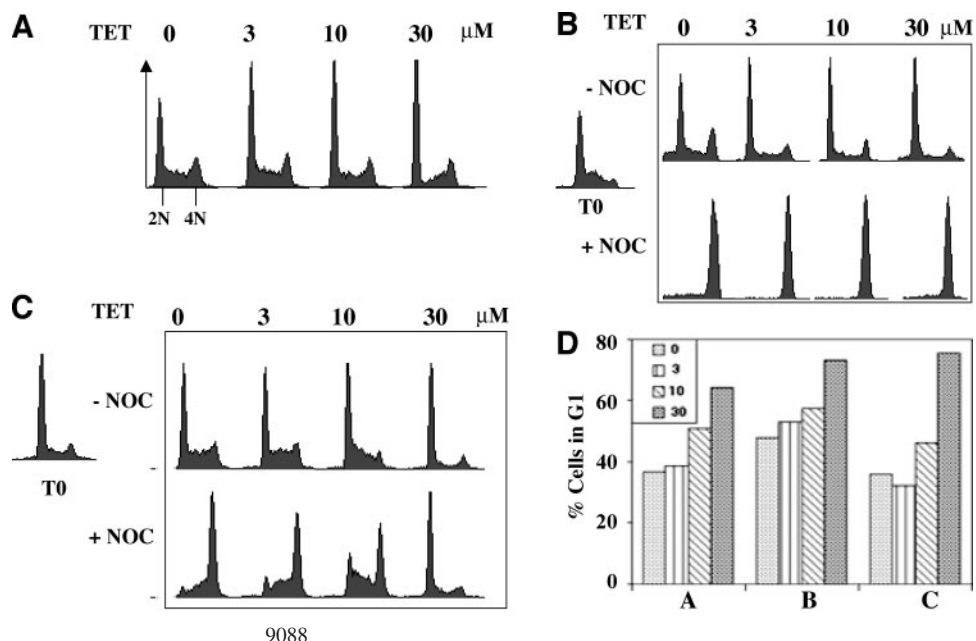 A
TET 0 3 10 30 μM
2N 4N
B
TET 0 3 10 30 μM
- NOC
T0
+ NOC
C
TET 0 3 10 30 μM
- NOC
T0
+ NOC
D
% Cells in G1
80
60
40
20
0
0
3
10
30
A B C
9088